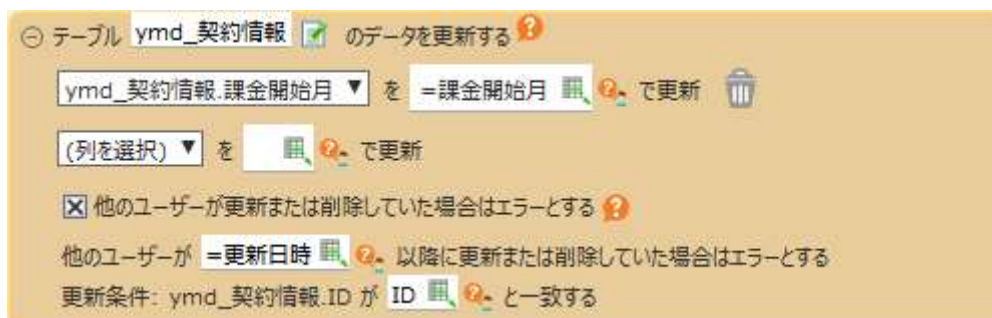 テーブル ymd_契約情報 のデータを更新する
ymd_契約情報.課金開始月 ▼ を =課金開始月 で更新
(列を選択) ▼ を で更新
他のユーザーが更新または削除していた場合はエラーとする
他のユーザーが =更新日時 以降に更新または削除していた場合はエラーとする
更新条件: ymd_契約情報.ID が ID と一致する